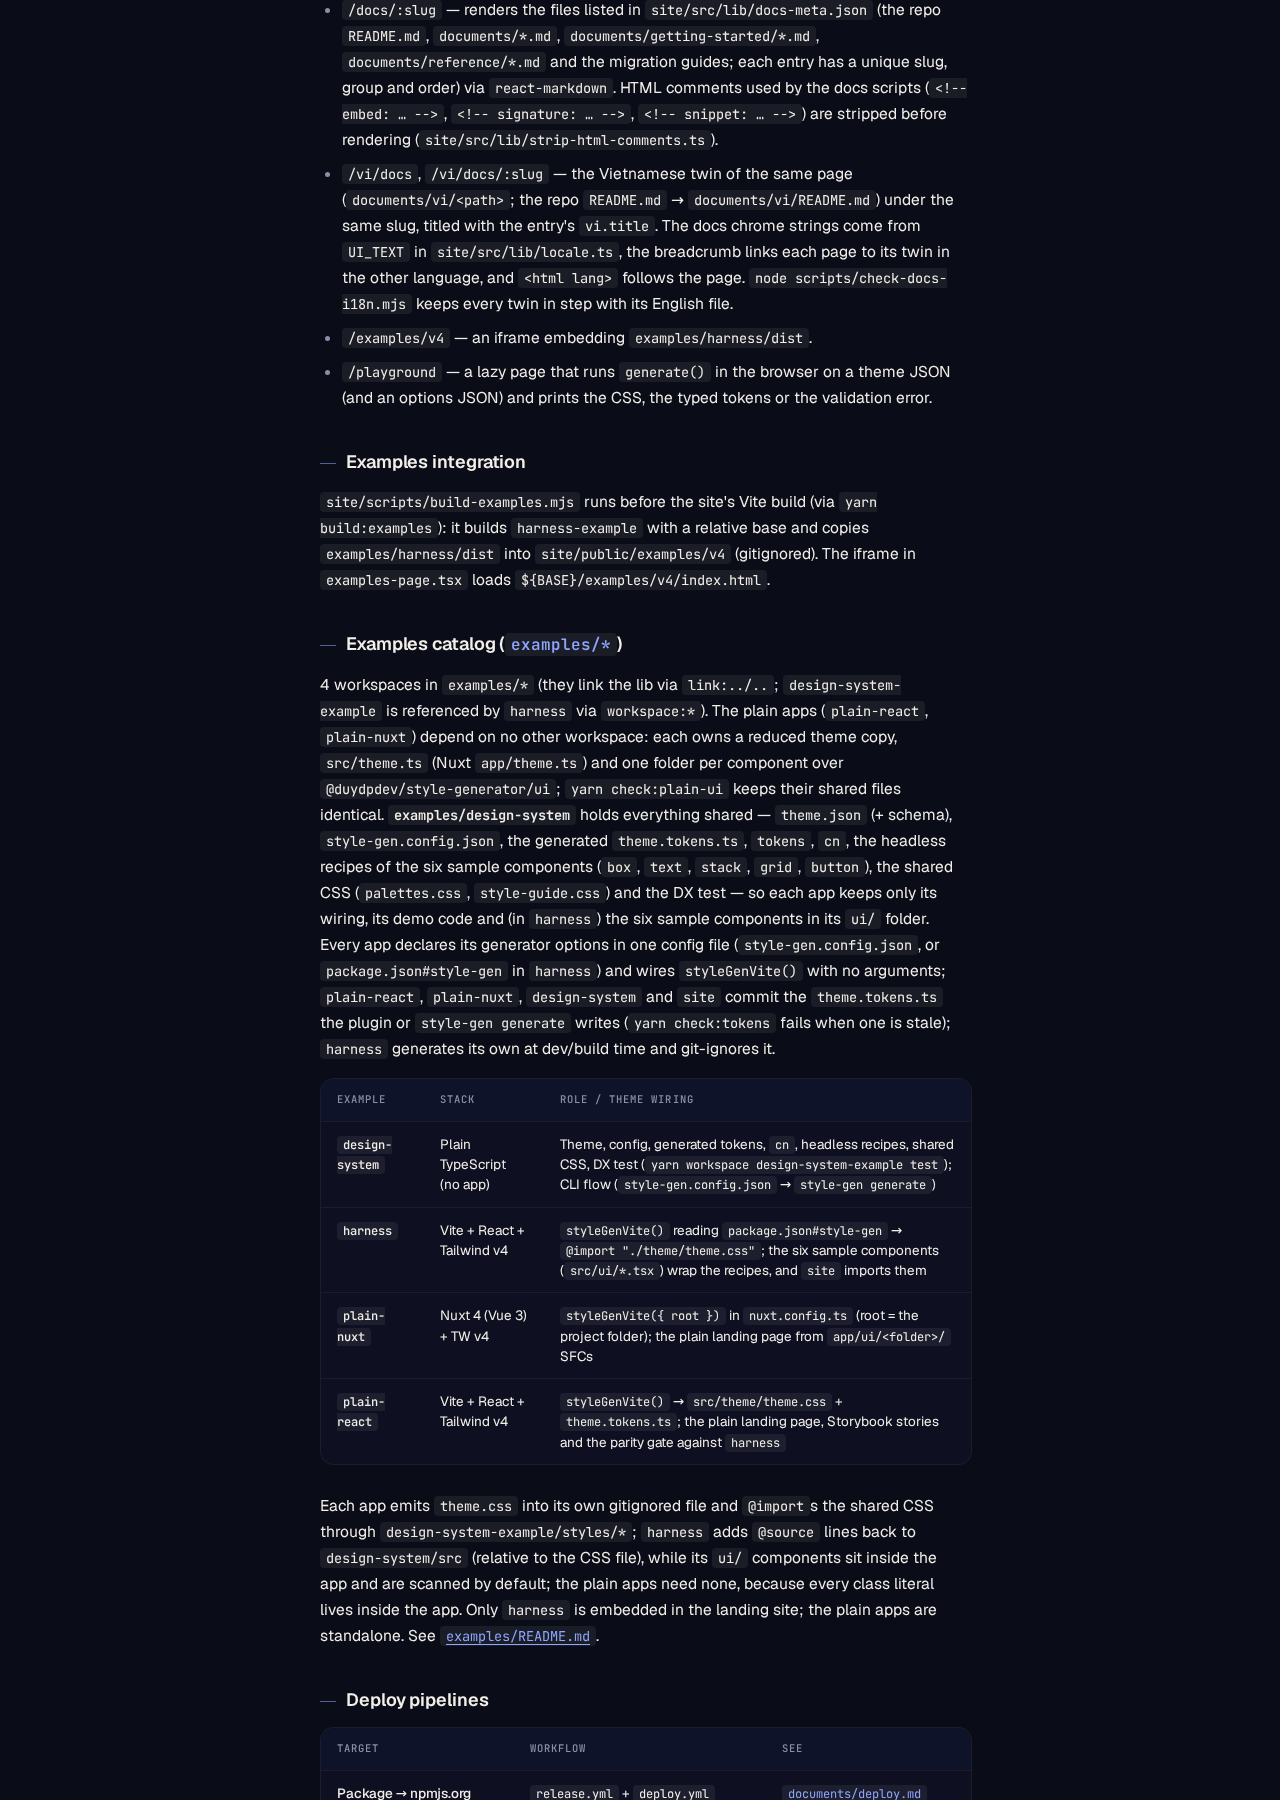 /docs/:slug — renders the files listed in site/src/lib/docs-meta.json (the repo
README.md, documents/*.md, documents/getting-started/*.md,
documents/reference/*.md and the migration guides; each entry has a unique slug,
group and order) via react-markdown. HTML comments used by the docs scripts (<!--
embed: … -->, <!-- signature: … -->, <!-- snippet: … -->) are stripped before
rendering (site/src/lib/strip-html-comments.ts).
/vi/docs, /vi/docs/:slug — the Vietnamese twin of the same page
(documents/vi/<path>; the repo README.md → documents/vi/README.md) under the
same slug, titled with the entry's vi.title. The docs chrome strings come from
UI_TEXT in site/src/lib/locale.ts, the breadcrumb links each page to its twin in
the other language, and <html lang> follows the page. node scripts/check-docs-
i18n.mjs keeps every twin in step with its English file.
/examples/v4 — an iframe embedding examples/harness/dist.
/playground — a lazy page that runs generate() in the browser on a theme JSON
(and an options JSON) and prints the CSS, the typed tokens or the validation error.
— Examples integration
site/scripts/build-examples.mjs runs before the site's Vite build (via yarn
build:examples): it builds harness-example with a relative base and copies
examples/harness/dist into site/public/examples/v4 (gitignored). The iframe in
examples-page.tsx loads ${BASE}/examples/v4/index.html.
— Examples catalog (examples/*)
4 workspaces in examples/* (they link the lib via link:../..; design-system-
example is referenced by harness via workspace:*). The plain apps (plain-react,
plain-nuxt) depend on no other workspace: each owns a reduced theme copy,
src/theme.ts (Nuxt app/theme.ts) and one folder per component over
@duydpdev/style-generator/ui; yarn check:plain-ui keeps their shared files
identical. examples/design-system holds everything shared — theme.json (+ schema),
style-gen.config.json, the generated theme.tokens.ts, tokens, cn, the headless
recipes of the six sample components (box, text, stack, grid, button), the shared
CSS (palettes.css, style-guide.css) and the DX test — so each app keeps only its
wiring, its demo code and (in harness) the six sample components in its ui/ folder.
Every app declares its generator options in one config file (style-gen.config.json, or
package.json#style-gen in harness) and wires styleGenVite() with no arguments;
plain-react, plain-nuxt, design-system and site commit the theme.tokens.ts
the plugin or style-gen generate writes (yarn check:tokens fails when one is stale);
harness generates its own at dev/build time and git-ignores it.
EXAMPLE STACK ROLE / THEME WIRING
design- Plain Theme, config, generated tokens, cn, headless recipes, shared
system TypeScript CSS, DX test (yarn workspace design-system-example test);
(no app) CLI flow (style-gen.config.json → style-gen generate)
harness Vite + React + styleGenVite() reading package.json#style-gen →
Tailwind v4 @import "./theme/theme.css"; the six sample components
(src/ui/*.tsx) wrap the recipes, and site imports them
plain- Nuxt 4 (Vue 3) styleGenVite({ root }) in nuxt.config.ts (root = the
nuxt + TW v4 project folder); the plain landing page from app/ui/<folder>/
SFCs
plain- Vite + React + styleGenVite() → src/theme/theme.css +
react Tailwind v4 theme.tokens.ts; the plain landing page, Storybook stories
and the parity gate against harness
Each app emits theme.css into its own gitignored file and @imports the shared CSS
through design-system-example/styles/*; harness adds @source lines back to
design-system/src (relative to the CSS file), while its ui/ components sit inside the
app and are scanned by default; the plain apps need none, because every class literal
lives inside the app. Only harness is embedded in the landing site; the plain apps are
standalone. See examples/README.md.
— Deploy pipelines
TARGET WORKFLOW SEE
Package → npmjs.org release.yml + deploy.yml documents/deploy.md